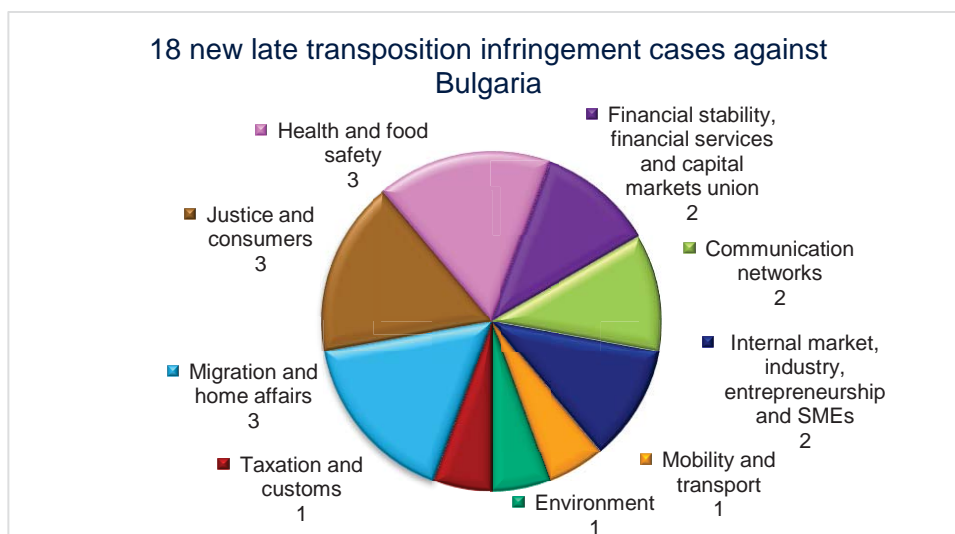 18 new late transposition infringement cases against
Bulgaria
Health and food
safety
3
Financial stability,
financial services
and capital
markets union
2
Justice and
consumers
3
Communication
networks
2
Migration and
home affairs
3
Internal market,
industry,
entrepreneurship
and SMEs
2
Taxation and
customs
1
Environment
1
Mobility and
transport
1